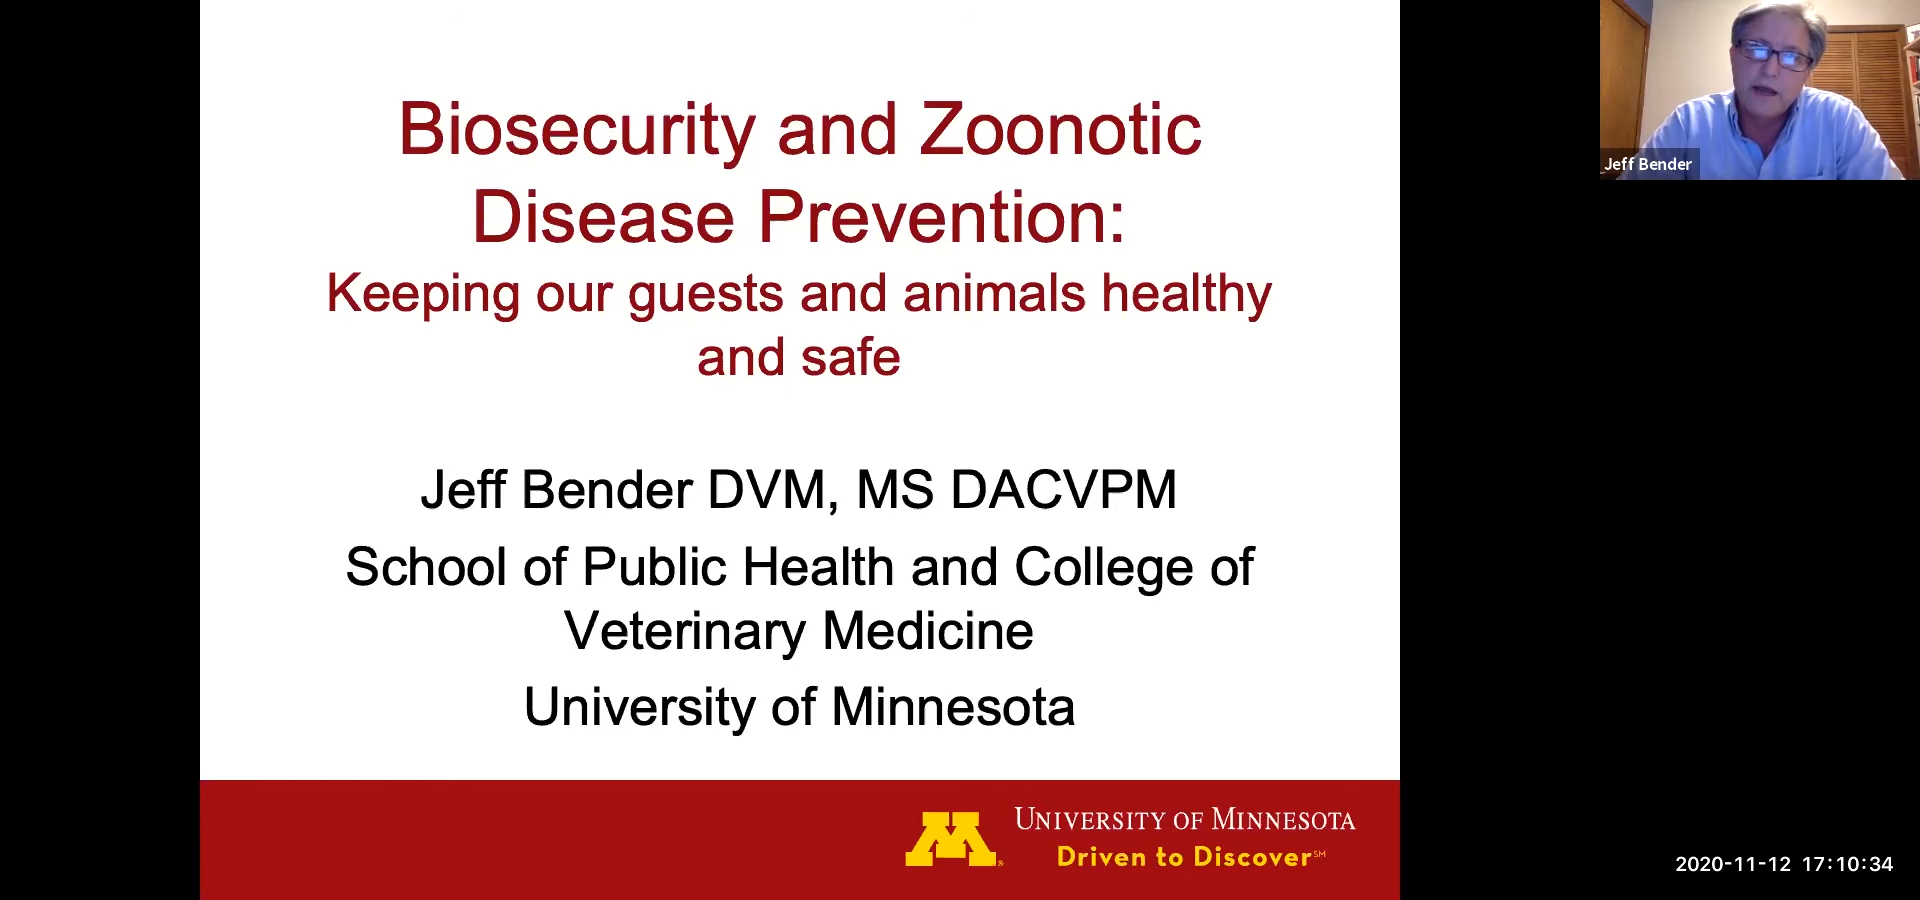 Biosecurity and Zoonotic
Disease Prevention:
Keeping our guests and animals healthy
and safe
Jeff Bender DVM, MS DACVPM
School of Public Health and College of
Veterinary Medicine
University of Minnesota
M®
UNIVERSITY OF MINNESOTA
Driven to Discover℠
Jeff Bender
2020-11-12 17:10:34